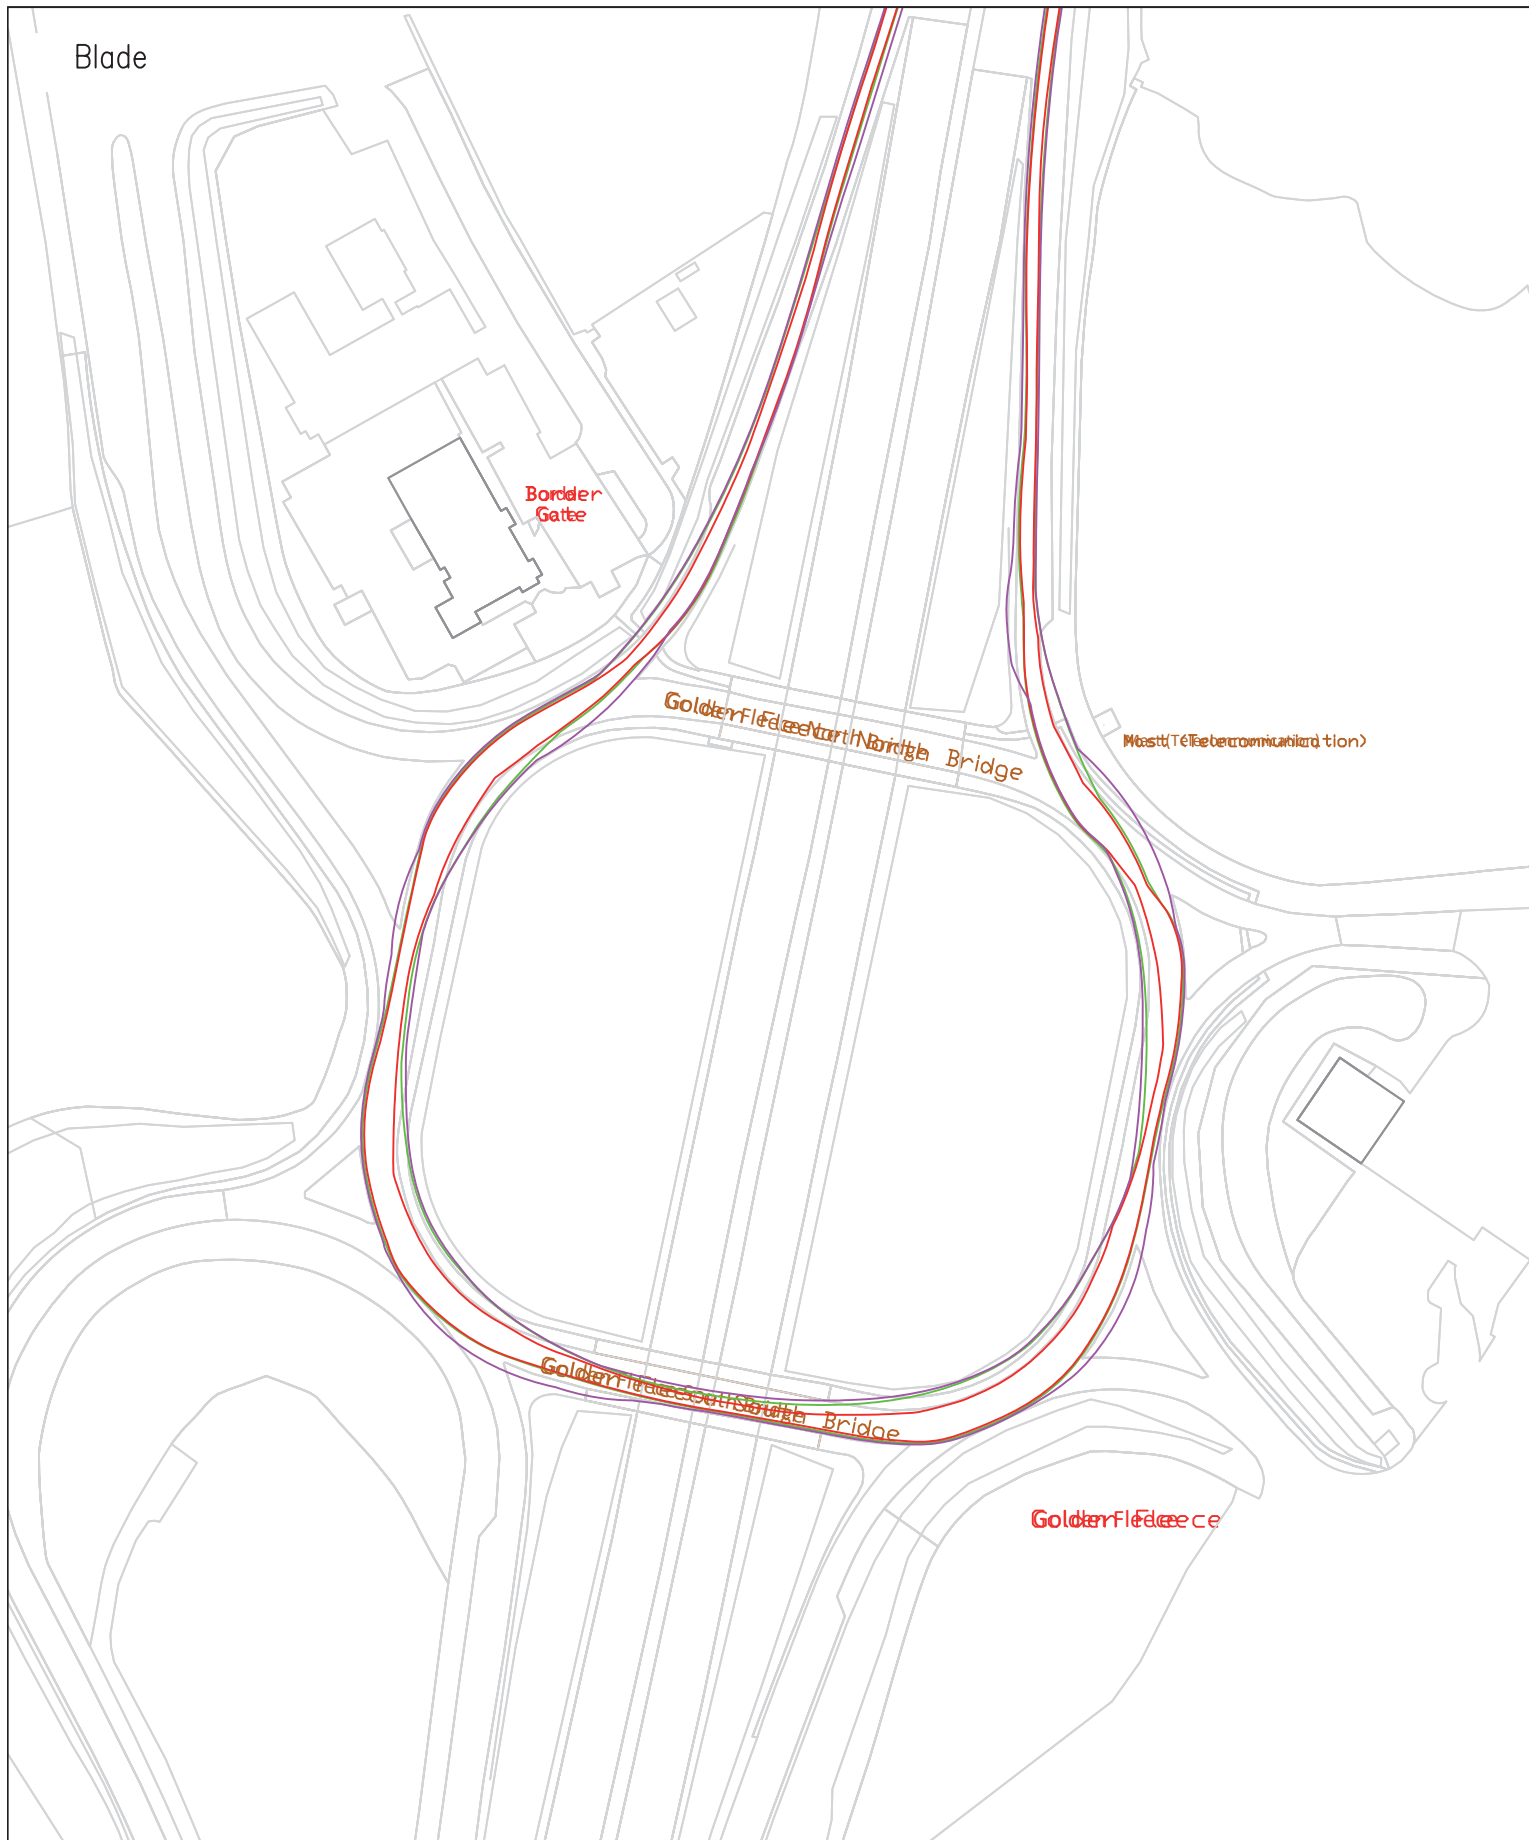 Blade
Border
Gate
Golden Fleece North Bridge
Mast (Telecommunication)
Golden Fleece South Bridge
Golden Fleece